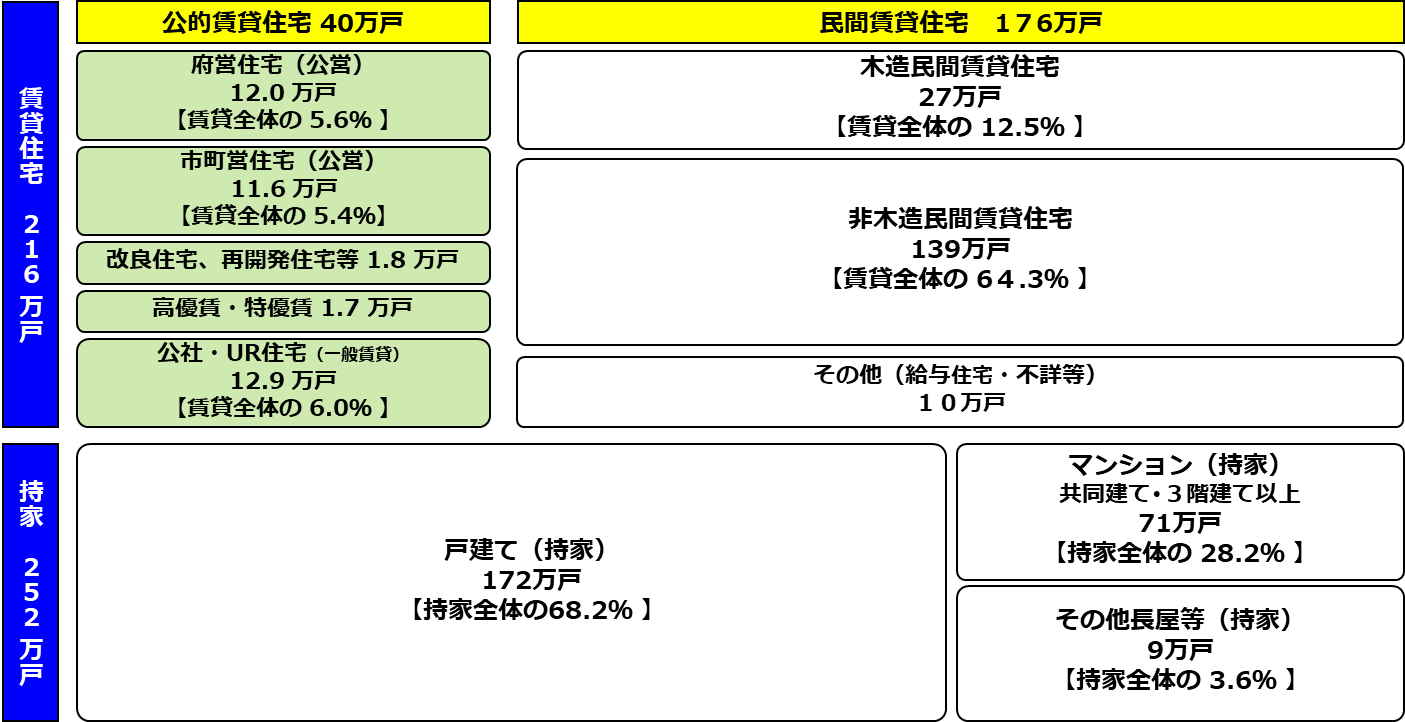 賃貸住宅　２１６万戸
公的賃貸住宅 40万戸
府営住宅（公営）
12.0 万戸
【賃貸全体の 5.6% 】
市町営住宅（公営）
11.6 万戸
【賃貸全体の 5.4%】
改良住宅、再開発住宅等 1.8 万戸
高優賃・特優賃 1.7 万戸
公社・UR住宅（一般賃貸）
12.9 万戸
【賃貸全体の 6.0% 】
民間賃貸住宅　１７6万戸
木造民間賃貸住宅
27万戸
【賃貸全体の 12.5% 】
非木造民間賃貸住宅
139万戸
【賃貸全体の 6４.3% 】
その他（給与住宅・不詳等）
１０万戸
持家　２５２万戸
戸建て（持家）
172万戸
【持家全体の68.2% 】
マンション（持家）
共同建て・３階建て以上
71万戸
【持家全体の 28.2% 】
その他長屋等（持家）
9万戸
【持家全体の 3.6% 】